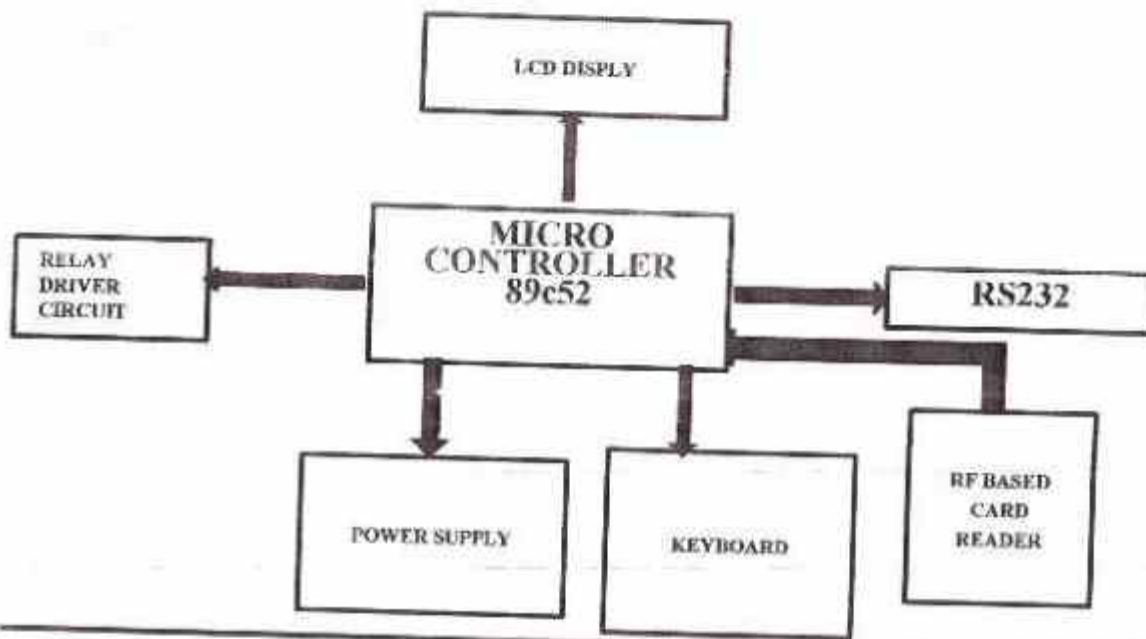 LCD DISPLY
MICRO
CONTROLLER
89c52
RELAY
DRIVER
CIRCUIT
RS232
POWER SUPPLY
KEYBOARD
RF BASED
CARD
READER